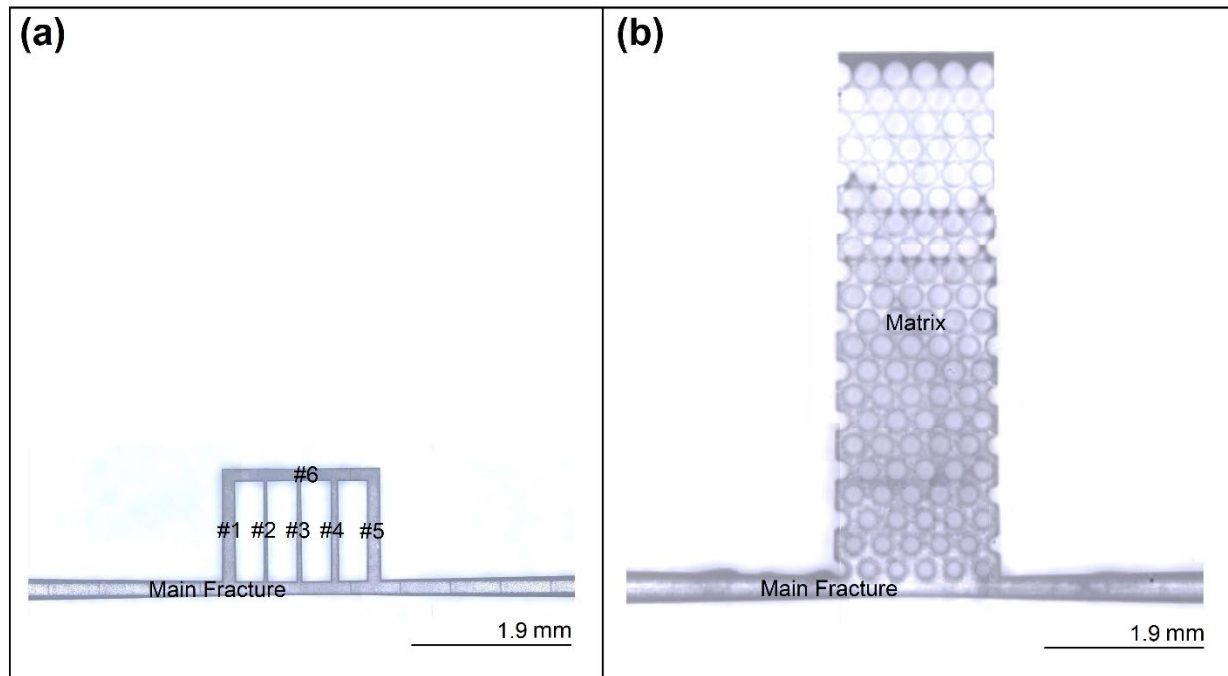 (a)
#6
#1 #2 #3 #4 #5
Main Fracture
1.9 mm
(b)
Matrix
Main Fracture
1.9 mm